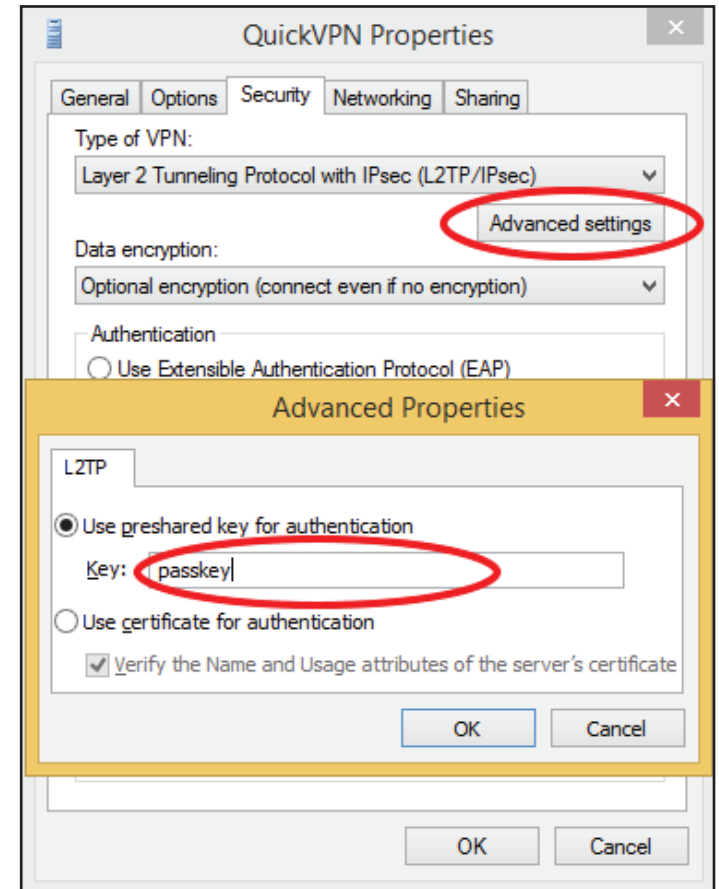 QuickVPN Properties
General Options Security Networking Sharing
Type of VPN:
Layer 2 Tunneling Protocol with IPsec (L2TP/IPsec)
Advanced settings
Data encryption:
Optional encryption (connect even if no encryption)
Authentication
Use Extensible Authentication Protocol (EAP)
Advanced Properties
L2TP
Use preshared key for authentication
Key: passkey
Use certificate for authentication
Verify the Name and Usage attributes of the server's certificate
OK Cancel
OK Cancel